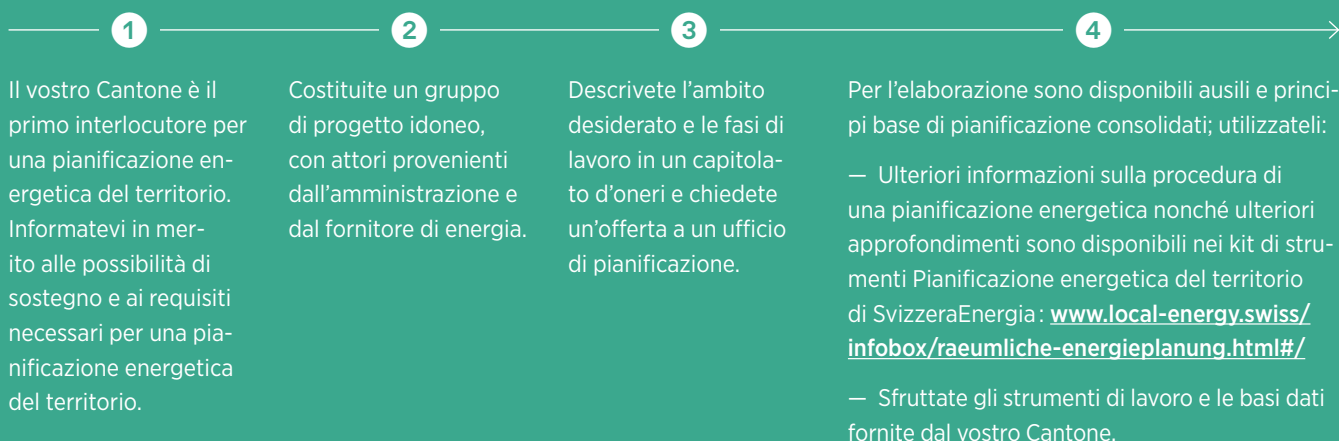 1
Il vostro Cantone è il
primo interlocutore per
una pianificazione en-
ergetica del territorio.
Informatevi in mer-
ito alle possibilità di
sostegno e ai requisiti
necessari per una pia-
nificazione energetica
del territorio.
2
Costituite un gruppo
di progetto idoneo,
con attori provenienti
dall'amministrazione e
dal fornitore di energia.
3
Descrivete l'ambito
desiderato e le fasi di
lavoro in un capitola-
to d'oneri e chiedete
un'offerta a un ufficio
di pianificazione.
4
Per l'elaborazione sono disponibili ausili e princi-
pi base di pianificazione consolidati; utilizzateli:
— Ulteriori informazioni sulla procedura di
una pianificazione energetica nonché ulteriori
approfondimenti sono disponibili nei kit di stru-
menti Pianificazione energetica del territorio
di SvizzeraEnergia: www.local-energy.swiss/
infobox/raeumliche-energieplanung.html#/
— Sfruttate gli strumenti di lavoro e le basi dati
fornite dal vostro Cantone.